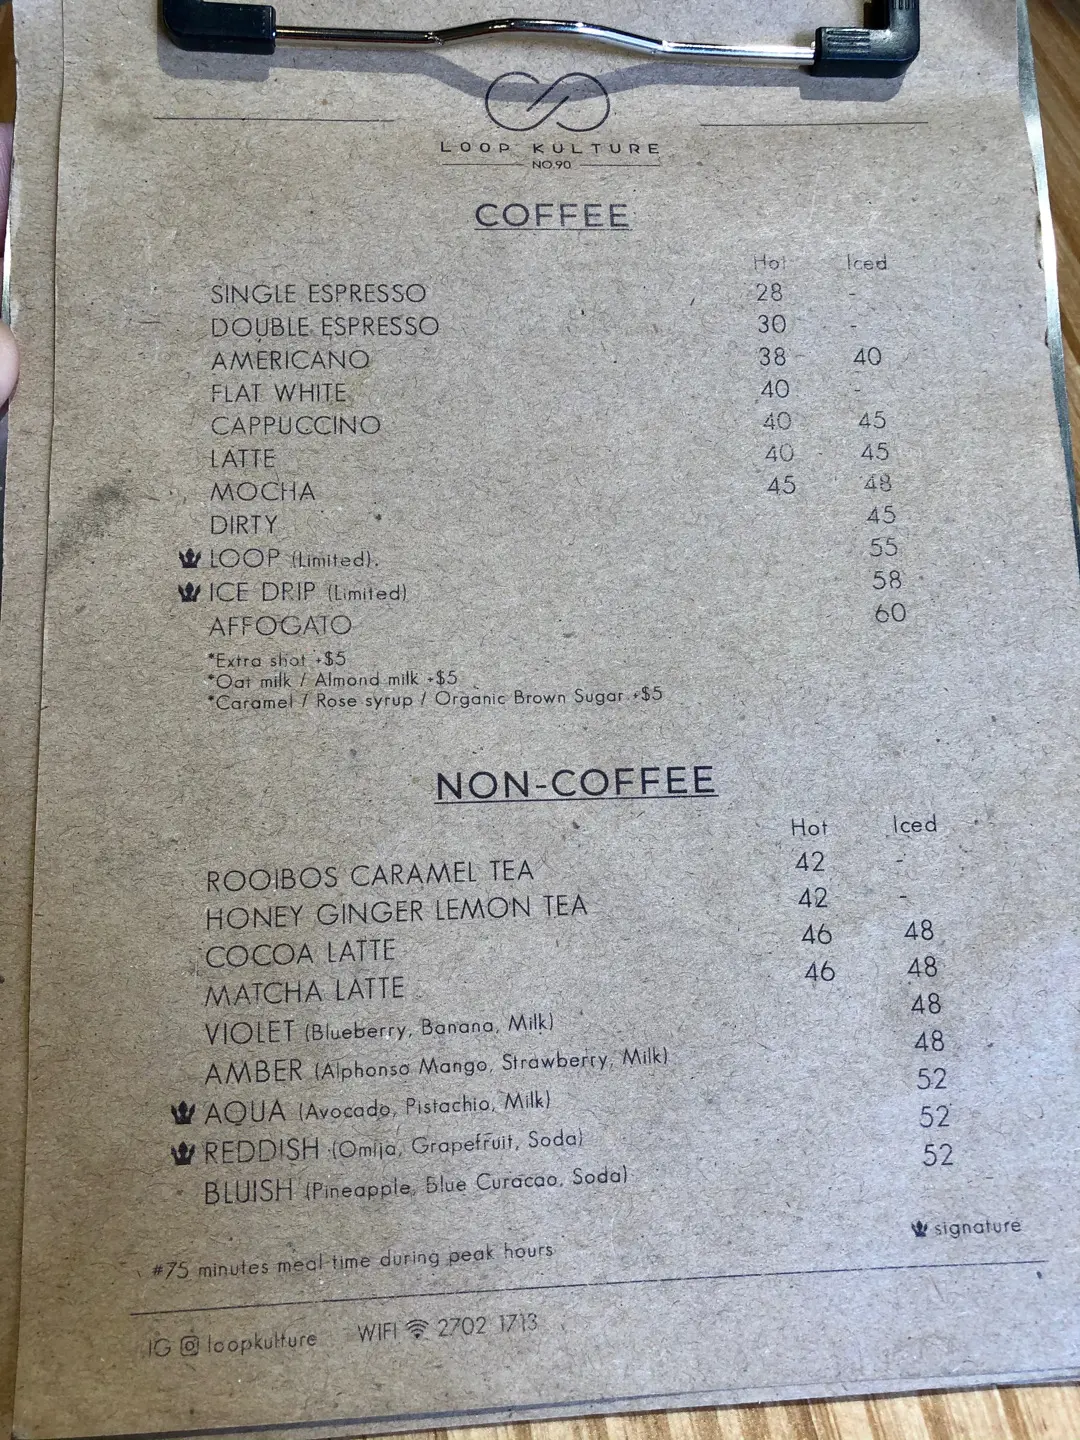 LOOP KULTURE
NO.90
COFFEE
Hot Iced
SINGLE ESPRESSO 28 -
DOUBLE ESPRESSO 30 -
AMERICANO 38 40
FLAT WHITE 40 -
CAPPUCCINO 40 45
LATTE 40 45
MOCHA 45 48
DIRTY 45
LOOP (Limited) 55
ICE DRIP (Limited) 58
AFFOGATO 60
*Extra shot +$5
*Oat milk / Almond milk +$5
*Caramel / Rose syrup / Organic Brown Sugar +$5
NON-COFFEE
Hot Iced
ROOIBOS CARAMEL TEA 42 -
HONEY GINGER LEMON TEA 42 -
COCOA LATTE 46 48
MATCHA LATTE 46 48
VIOLET (Blueberry, Banana, Milk) 48
AMBER (Alphonso Mango, Strawberry, Milk) 48
AQUA (Avocado, Pistachio, Milk) 52
REDDISH (Omija, Grapefruit, Soda) 52
BLUISH (Pineapple, Blue Curacao, Soda) 52
signature
#75 minutes meal time during peak hours
IG loopkulture WIFI 2702 1713